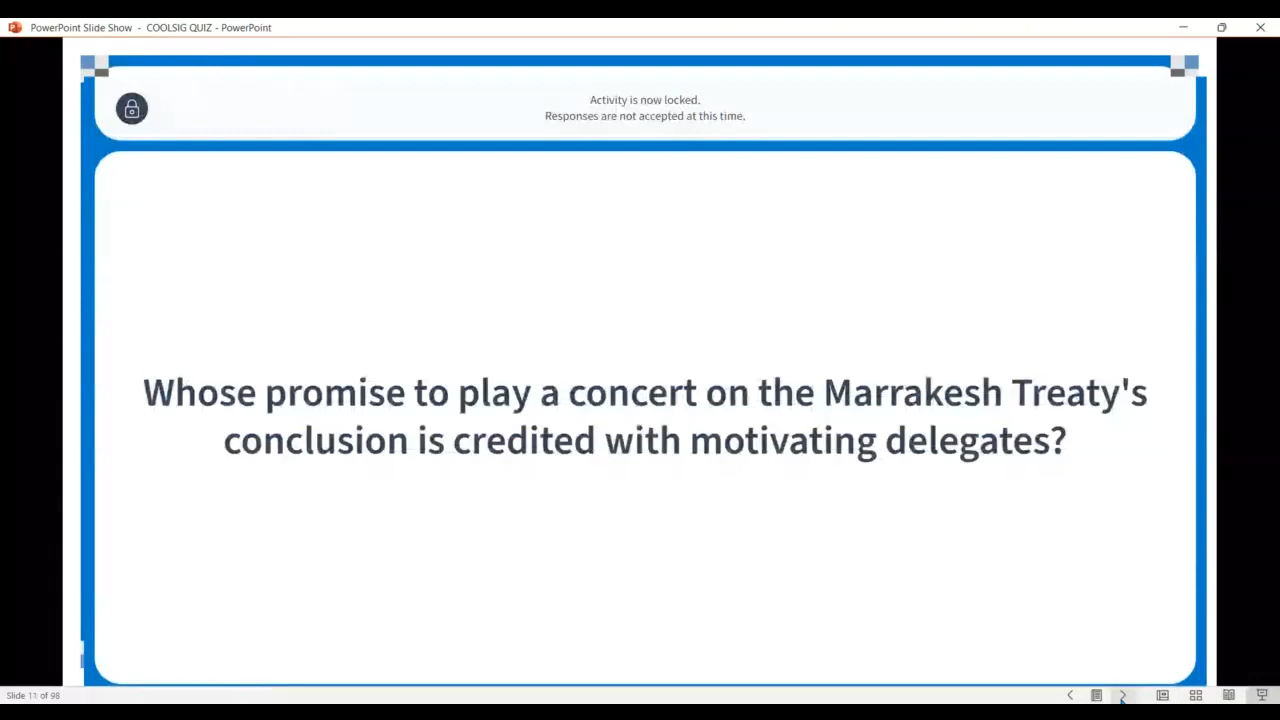 PowerPoint Slide Show - COOLSIG QUIZ - PowerPoint
Activity is now locked.
Responses are not accepted at this time.
Whose promise to play a concert on the Marrakesh Treaty's
conclusion is credited with motivating delegates?
Slide 11 of 98